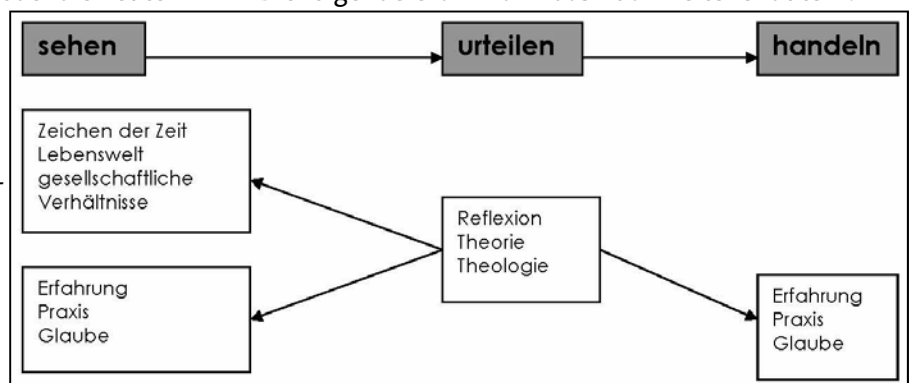 sehen
urteilen
handeln
Zeichen der Zeit
Lebenswelt
gesellschaftliche
Verhältnisse
Reflexion
Theorie
Theologie
Erfahrung
Praxis
Glaube
Erfahrung
Praxis
Glaube